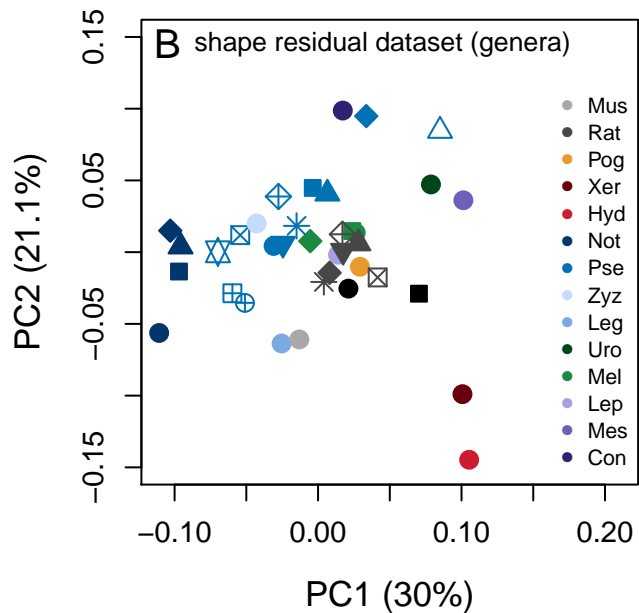 B shape residual dataset (genera)
0.15
0.05
−0.05
−0.15
PC2 (21.1%)
Mus
Rat
Pog
Xer
Hyd
Not
Pse
Zyz
Leg
Uro
Mel
Lep
Mes
Con
−0.10 0.00 0.10 0.20
PC1 (30%)